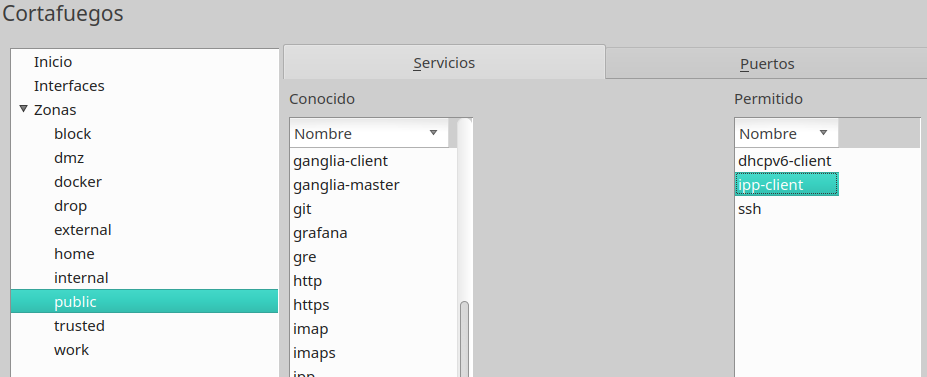 Cortafuegos
Inicio
Interfaces
Zonas
block
dmz
docker
drop
external
home
internal
public
trusted
work
Servicios
Puertos
Conocido
Nombre
ganglia-client
ganglia-master
git
grafana
gre
http
https
imap
imaps
ipp
Permitido
Nombre
dhcpv6-client
ipp-client
ssh